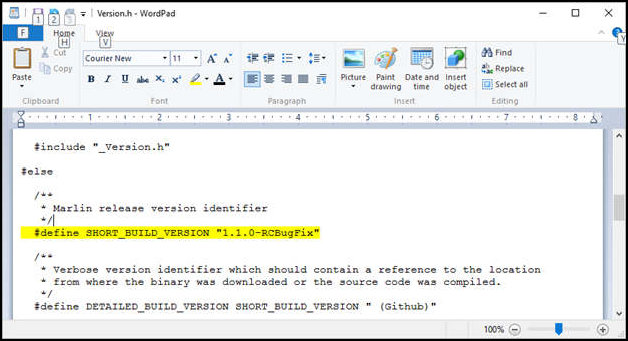 Version.h - WordPad
1
2
3
F
Home
View
H
V
Y
Paste
Cut
Copy
Clipboard
Courier New
11
B I U abc X₂ X² A
A A
Font
Paragraph
Picture
Paint drawing
Date and time
Insert object
Insert
Find
Replace
Select all
Editing
1 2 3 4 5 6 7
#include "_Version.h"
#else
/**
* Marlin release version identifier
*/
#define SHORT_BUILD_VERSION "1.1.0-RCBugFix"
/**
* Verbose version identifier which should contain a reference to the location
* from where the binary was downloaded or the source code was compiled.
*/
#define DETAILED_BUILD_VERSION SHORT_BUILD_VERSION " (Github)"
100%